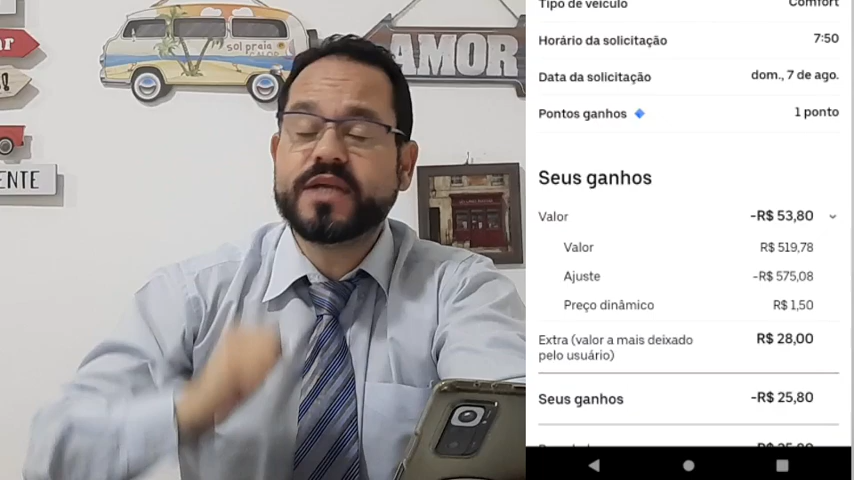 ar
!!
ENTE
sol praia
CALOR
AMOR
Tipo de veículo Comfort
Horário da solicitação 7:50
Data da solicitação dom., 7 de ago.
Pontos ganhos 1 ponto
Seus ganhos
Valor -R$ 53,80
Valor R$ 519,78
Ajuste -R$ 575,08
Preço dinâmico R$ 1,50
Extra (valor a mais deixado R$ 28,00
pelo usuário)
Seus ganhos -R$ 25,80